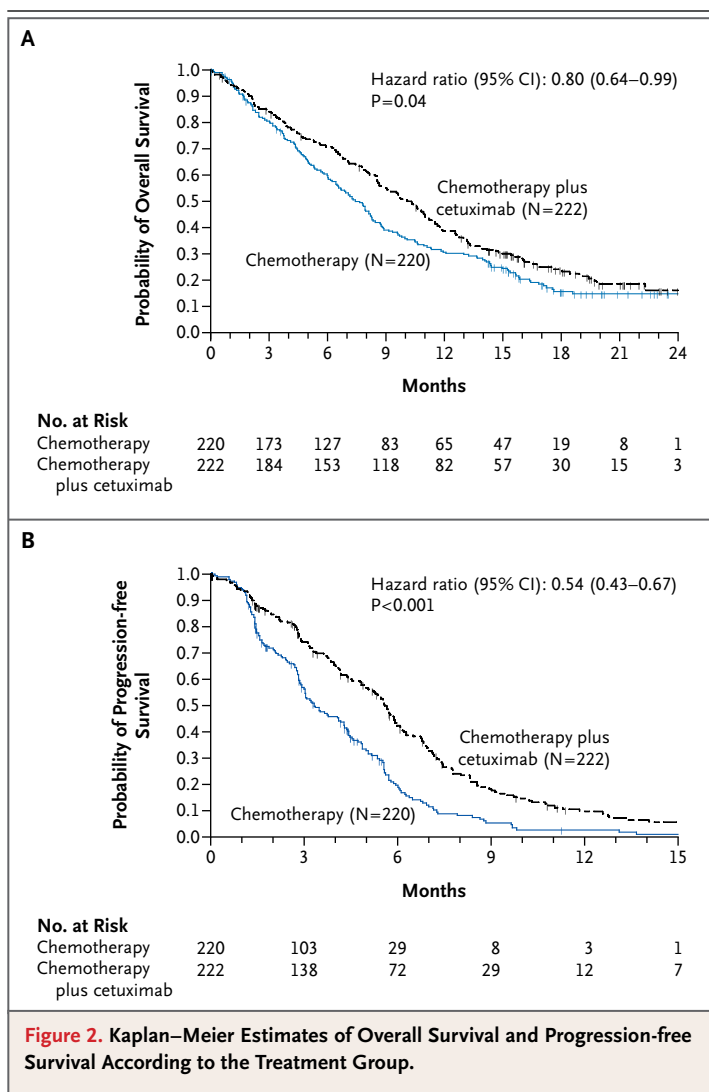 A
Probability of Overall Survival
1.0
0.9
0.8
0.7
0.6
0.5
0.4
0.3
0.2
0.1
0.0
Hazard ratio (95% CI): 0.80 (0.64–0.99)
P=0.04
Chemotherapy plus
cetuximab (N=222)
Chemotherapy (N=220)
0 3 6 9 12 15 18 21 24
Months
No. at Risk
Chemotherapy 220 173 127 83 65 47 19 8 1
Chemotherapy 222 184 153 118 82 57 30 15 3
plus cetuximab
B
Probability of Progression-free
Survival
1.0
0.9
0.8
0.7
0.6
0.5
0.4
0.3
0.2
0.1
0.0
Hazard ratio (95% CI): 0.54 (0.43–0.67)
P<0.001
Chemotherapy plus
cetuximab (N=222)
Chemotherapy (N=220)
0 3 6 9 12 15
Months
No. at Risk
Chemotherapy 220 103 29 8 3 1
Chemotherapy 222 138 72 29 12 7
plus cetuximab
Figure 2. Kaplan–Meier Estimates of Overall Survival and Progression-free
Survival According to the Treatment Group.